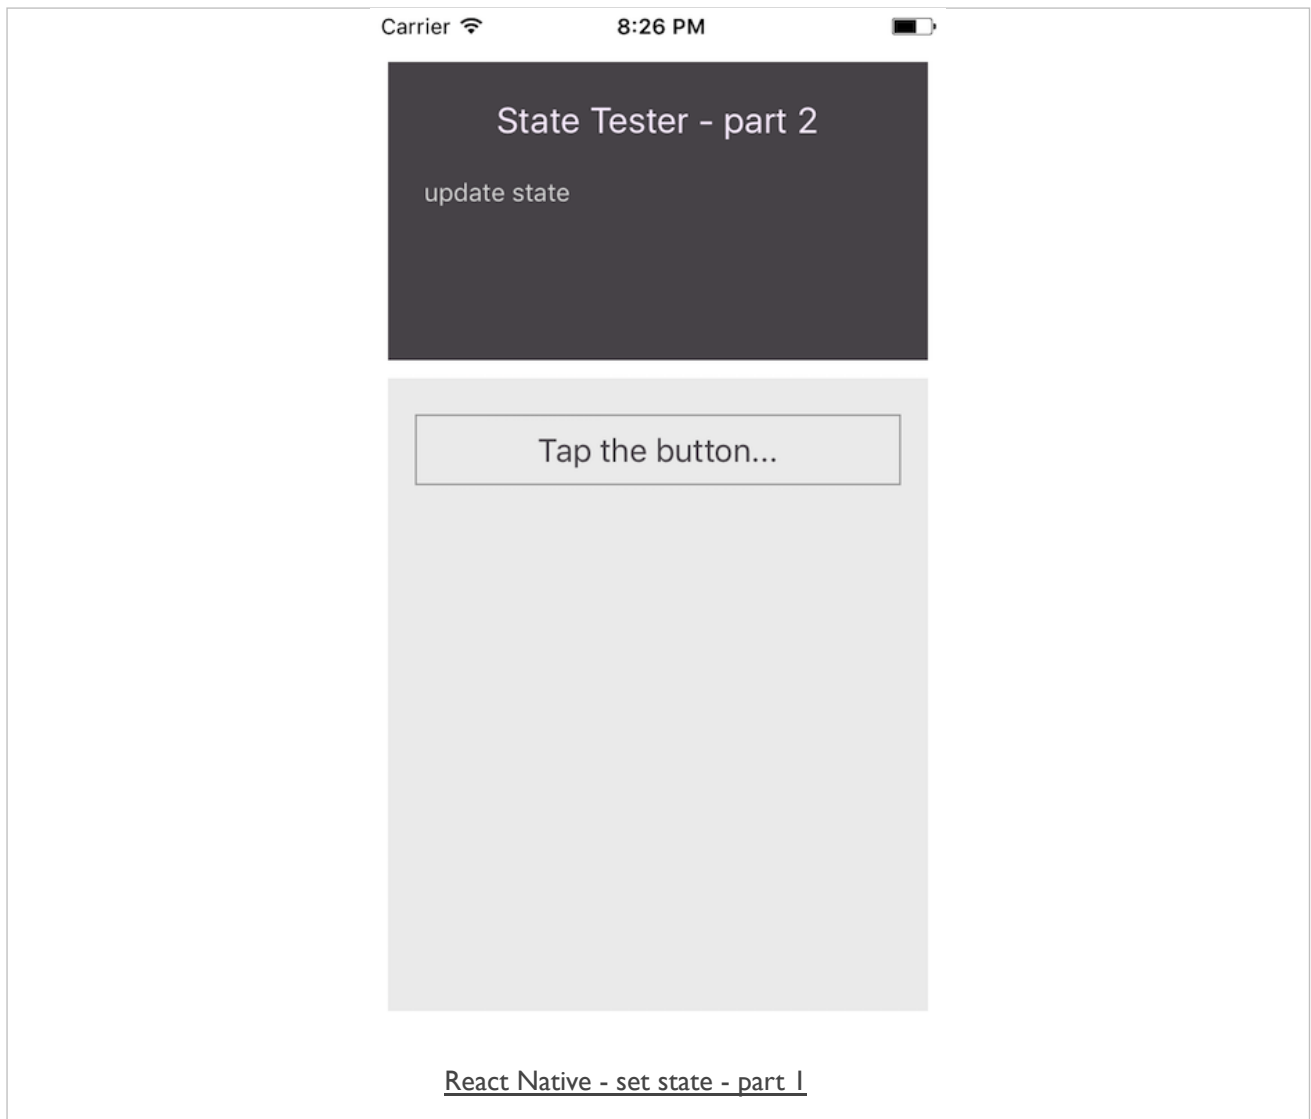 Carrier 8:26 PM
State Tester - part 2
update state
Tap the button...
React Native - set state - part 1